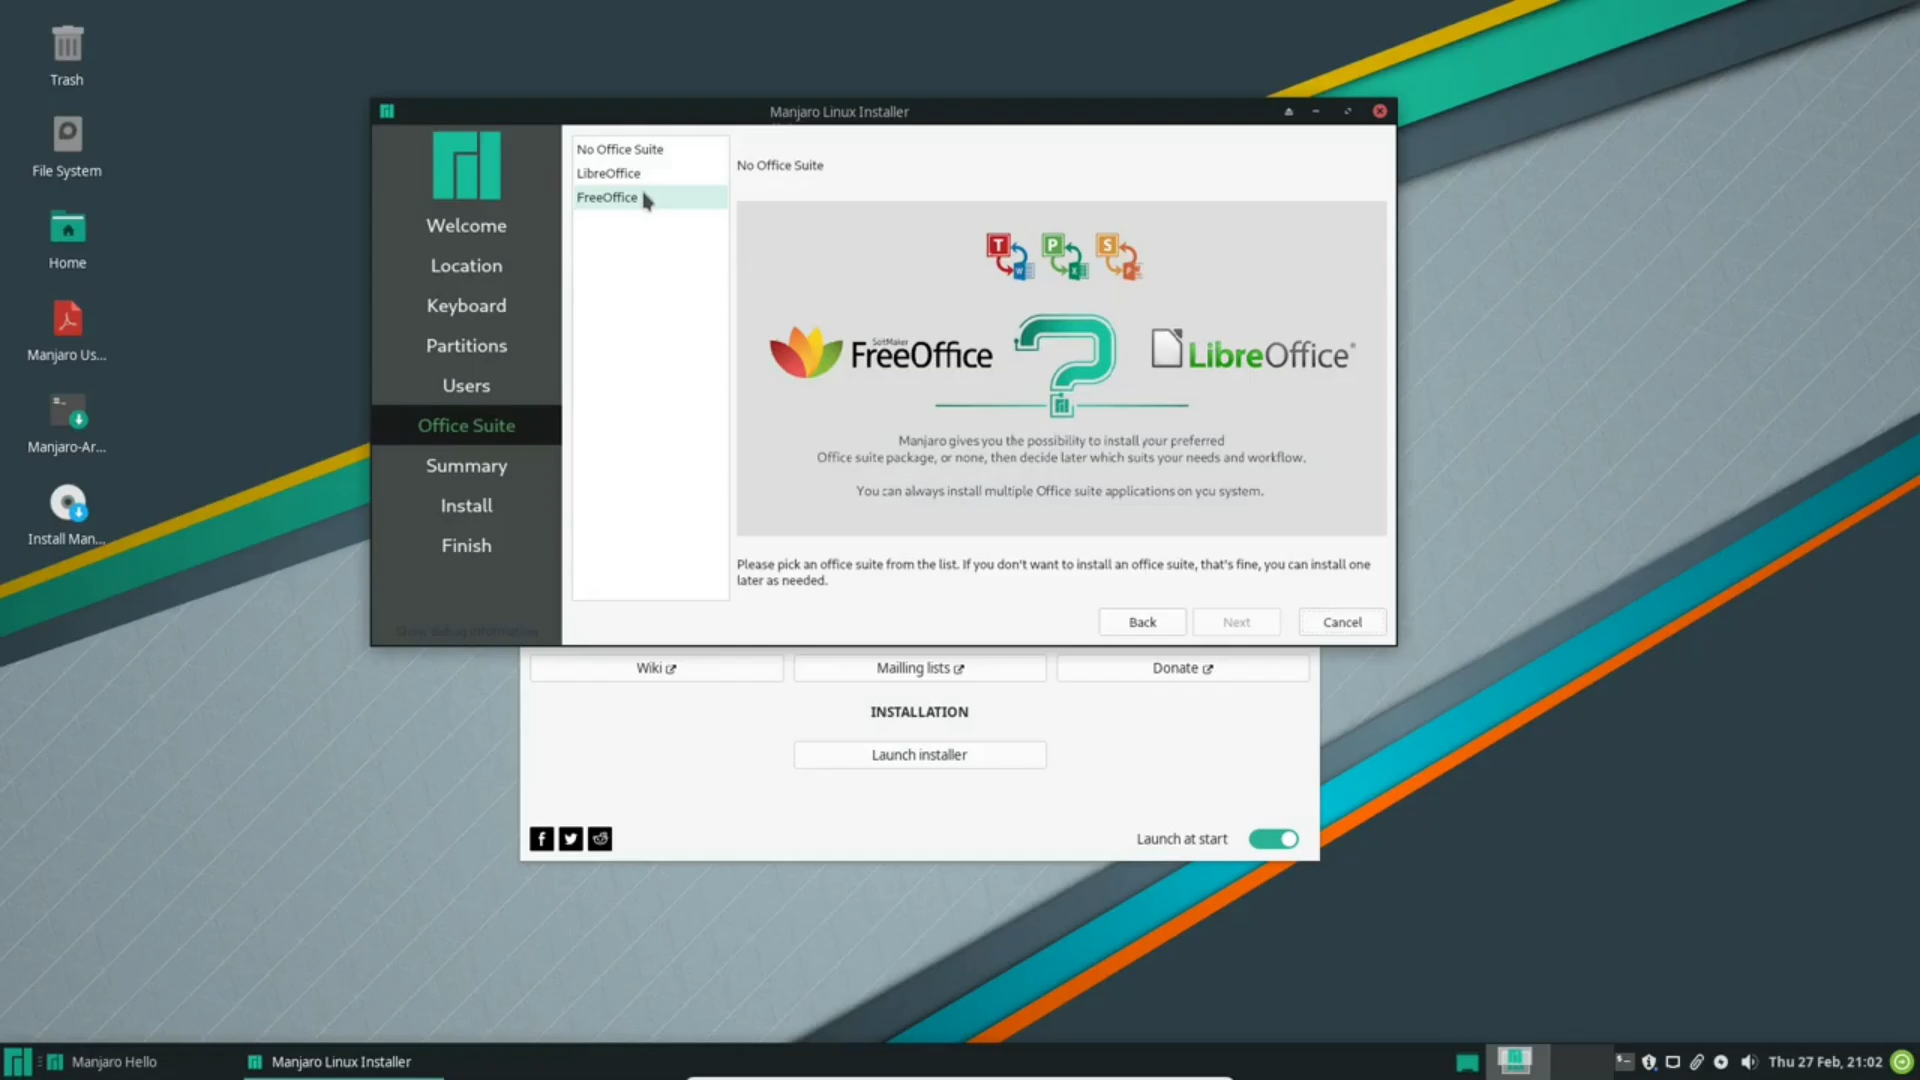 Trash
File System
Home
Manjaro Us...
Manjaro-Ar...
Install Man...
Manjaro Linux Installer
Welcome
Location
Keyboard
Partitions
Users
Office Suite
Summary
Install
Finish
Show debug information
No Office Suite
LibreOffice
FreeOffice
No Office Suite
T
P
S
SoftMaker
FreeOffice
LibreOffice®
Manjaro gives you the possibility to install your preferred
Office suite package, or none, then decide later which suits your needs and workflow.
You can always install multiple Office suite applications on you system.
Please pick an office suite from the list. If you don't want to install an office suite, that's fine, you can install one
later as needed.
Back
Next
Cancel
Wiki
Mailling lists
Donate
INSTALLATION
Launch installer
Launch at start
Manjaro Hello
Manjaro Linux Installer
Thu 27 Feb, 21:02